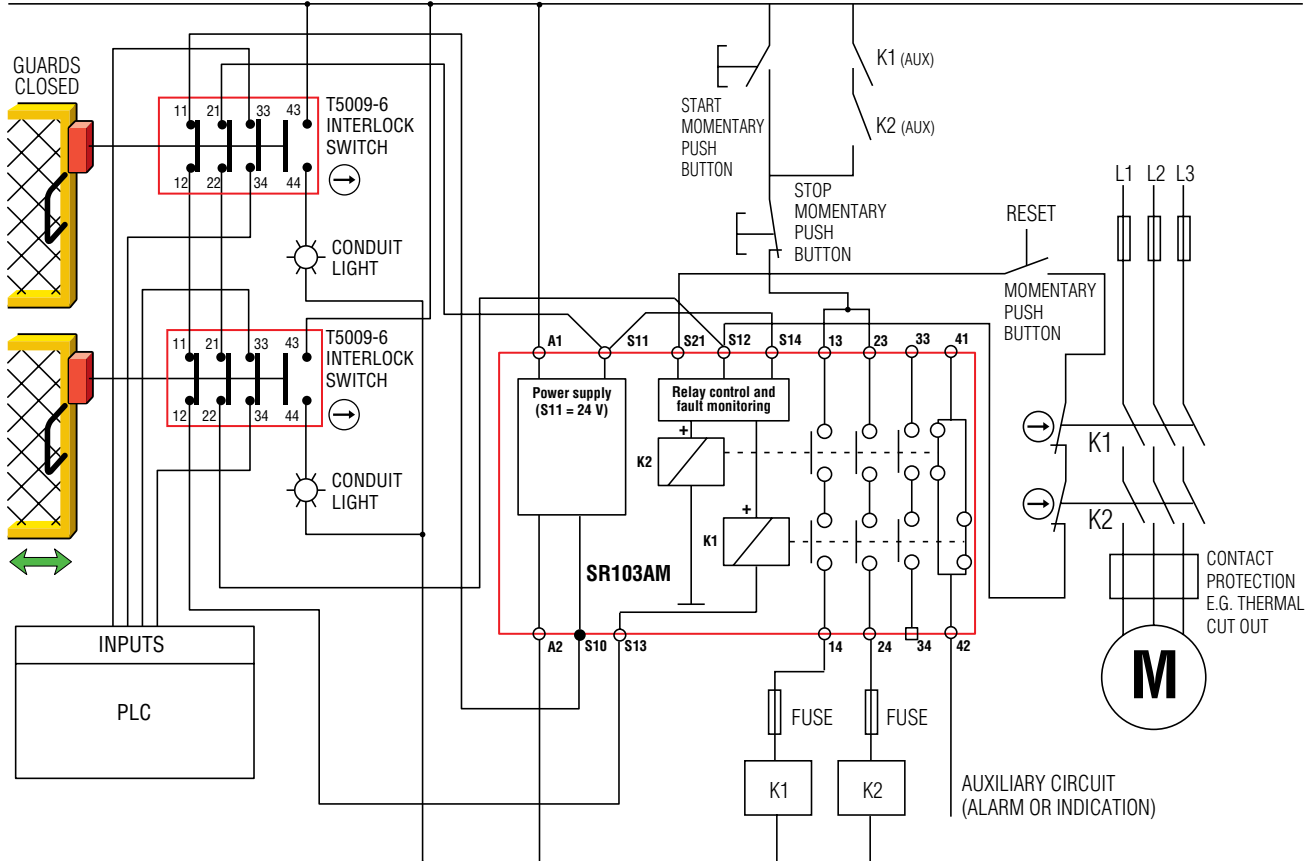 GUARDS
CLOSED
11 21 33 43
12 22 34 44
T5009-6
INTERLOCK
SWITCH
CONDUIT
LIGHT
11 21 33 43
12 22 34 44
T5009-6
INTERLOCK
SWITCH
CONDUIT
LIGHT
INPUTS
PLC
START
MOMENTARY
PUSH
BUTTON
K1 (AUX)
K2 (AUX)
STOP
MOMENTARY
PUSH
BUTTON
RESET
MOMENTARY
PUSH
BUTTON
L1 L2 L3
A1 S11 S21 S12 S14 13 23 33 41
Power supply
(S11 = 24 V)
Relay control and
fault monitoring
+
K2
+
K1
SR103AM
A2 S10 S13 14 24 34 42
K1
K2
CONTACT
PROTECTION
E.G. THERMAL
CUT OUT
M
FUSE
FUSE
K1
K2
AUXILIARY CIRCUIT
(ALARM OR INDICATION)